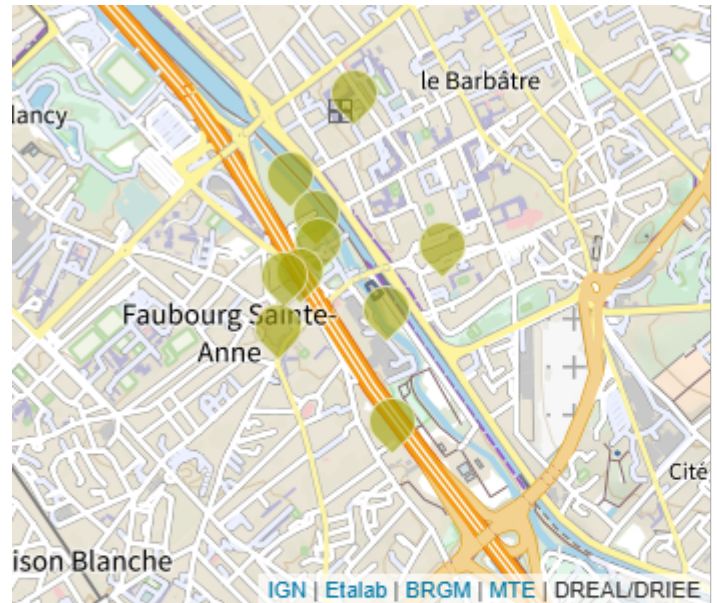 le Barbâtre
lancy
Faubourg Sainte-
Anne
Cité
ison Blanche
IGN | Etalab | BRGM | MTE | DREAL/DRIEE